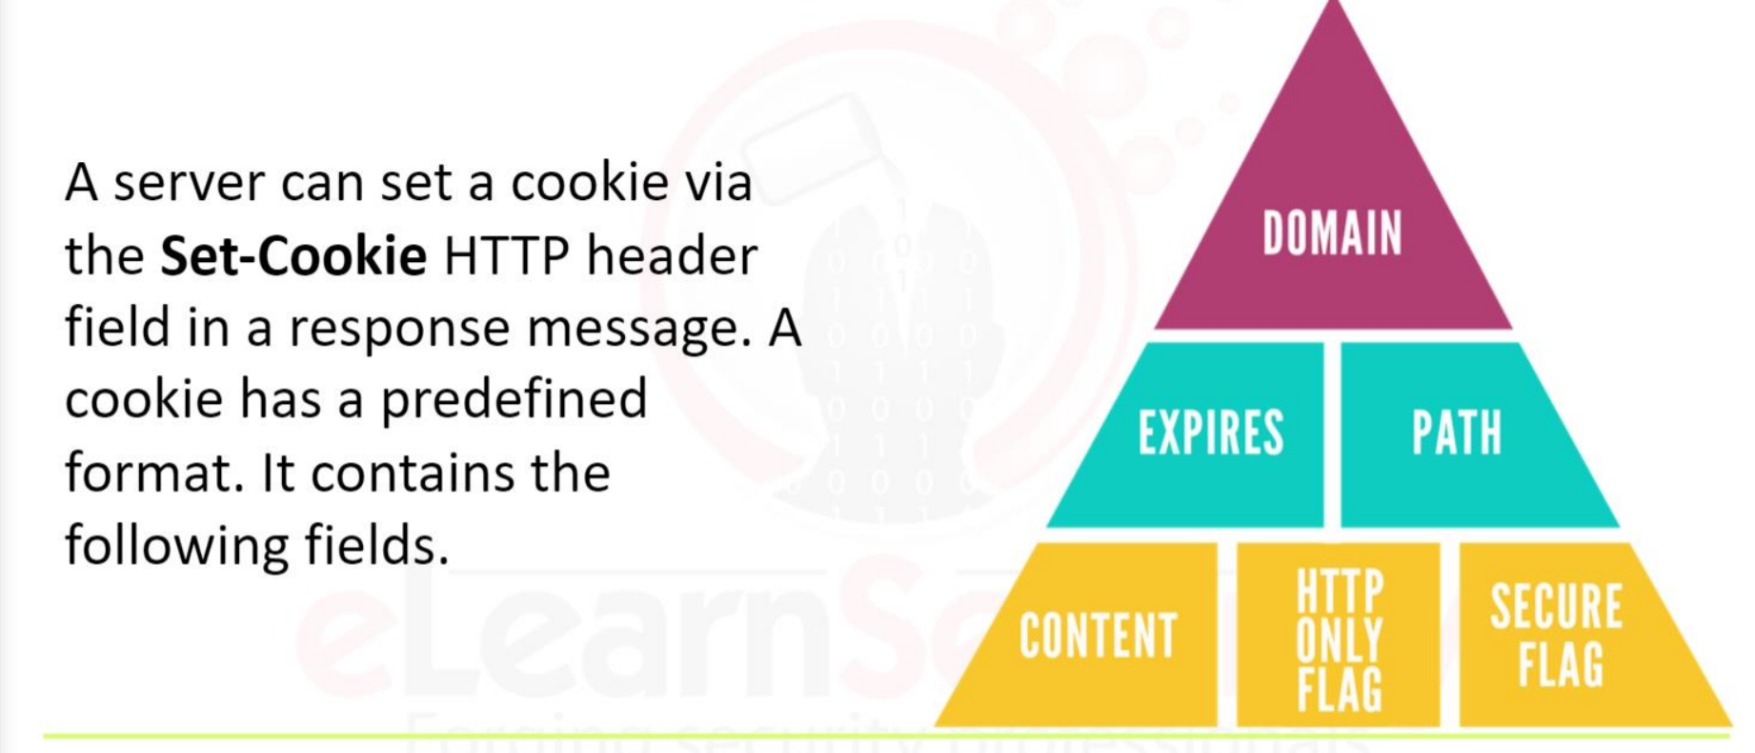 A server can set a cookie via
the Set-Cookie HTTP header
field in a response message. A
cookie has a predefined
format. It contains the
following fields.
DOMAIN
EXPIRES
PATH
CONTENT
HTTP
ONLY
FLAG
SECURE
FLAG
eLearnS
Forging security professionals